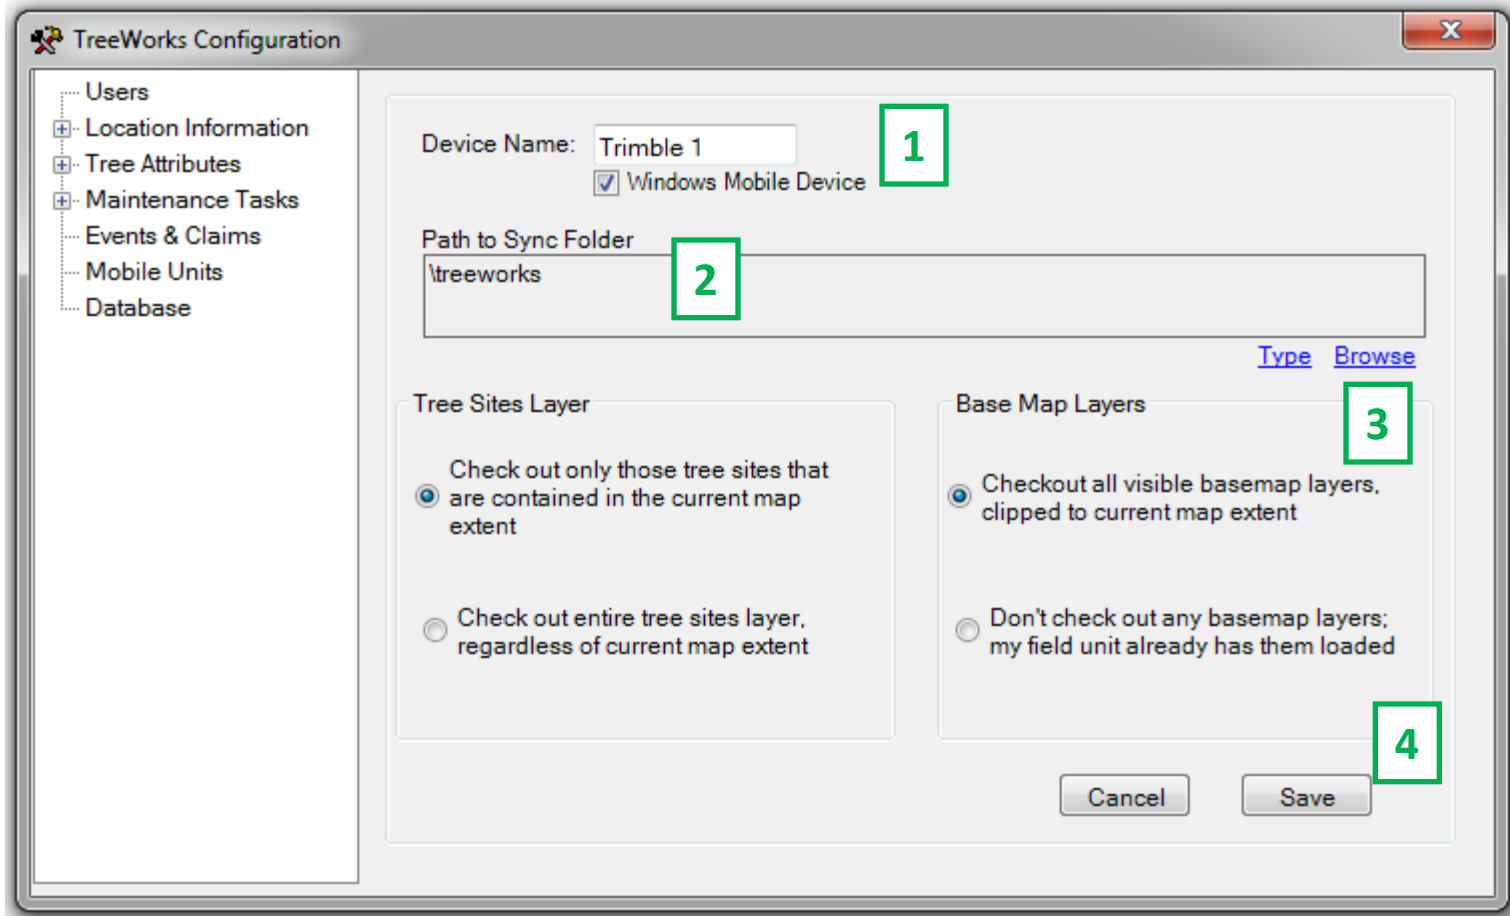 TreeWorks Configuration
Users
Location Information
Tree Attributes
Maintenance Tasks
Events & Claims
Mobile Units
Database
Device Name: Trimble 1
1
Windows Mobile Device
Path to Sync Folder
2
\treeworks
Type Browse
Tree Sites Layer
Check out only those tree sites that
are contained in the current map
extent
Check out entire tree sites layer,
regardless of current map extent
Base Map Layers
3
Checkout all visible basemap layers,
clipped to current map extent
Don't check out any basemap layers;
my field unit already has them loaded
4
Cancel Save